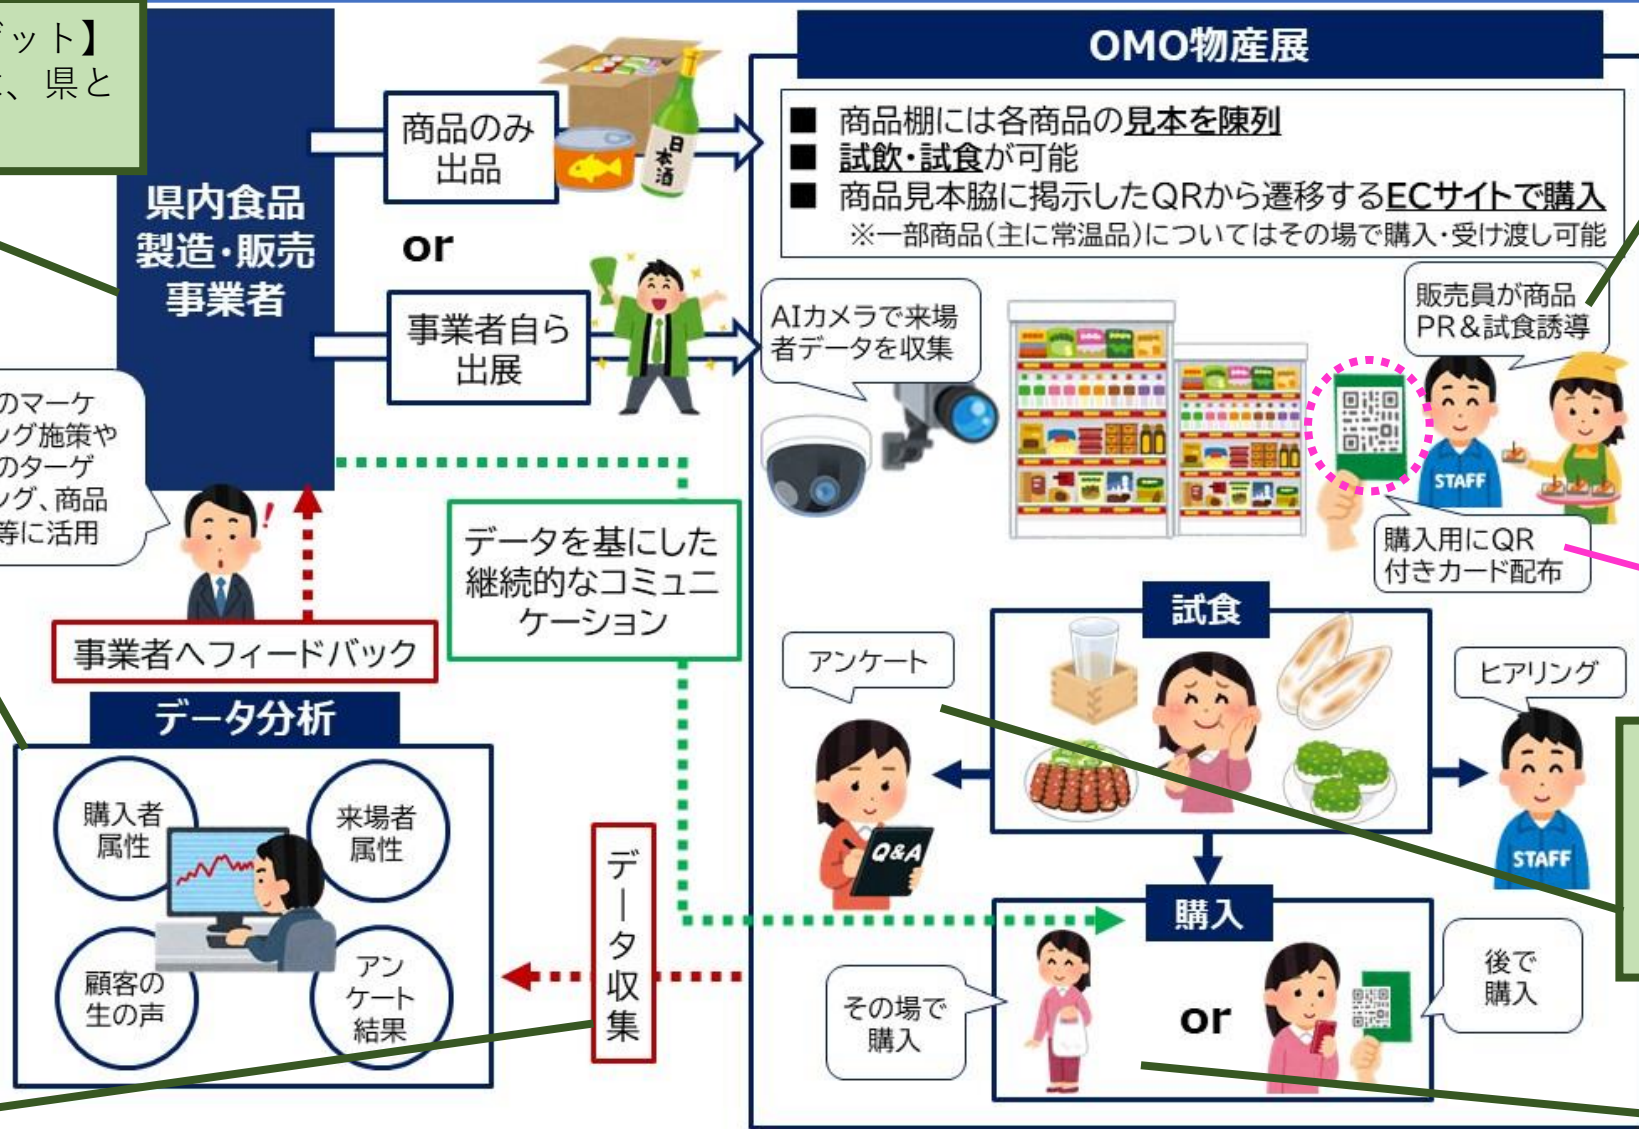 ゲット】
、県と
県内食品
製造・販売
事業者
商品のみ
出品
日本酒
or
事業者自ら
出展
OMO物産展
■ 商品棚には各商品の見本を陳列
■ 試飲・試食が可能
■ 商品見本脇に掲示したQRから遷移するECサイトで購入
※一部商品(主に常温品)についてはその場で購入・受け渡し可能
AIカメラで来場
者データを収集
販売員が商品
PR&試食誘導
STAFF
購入用にQR
付きカード配布
のマーケ
ング施策や
のターゲ
ング、商品
等に活用
!
事業者へフィードバック
データを基にした
継続的なコミュニ
ケーション
試食
アンケート
ヒアリング
Q&A
STAFF
データ分析
購入者
属性
来場者
属性
顧客の
生の声
アン
ケート
結果
データ収集
購入
その場で
購入
or
後で
購入